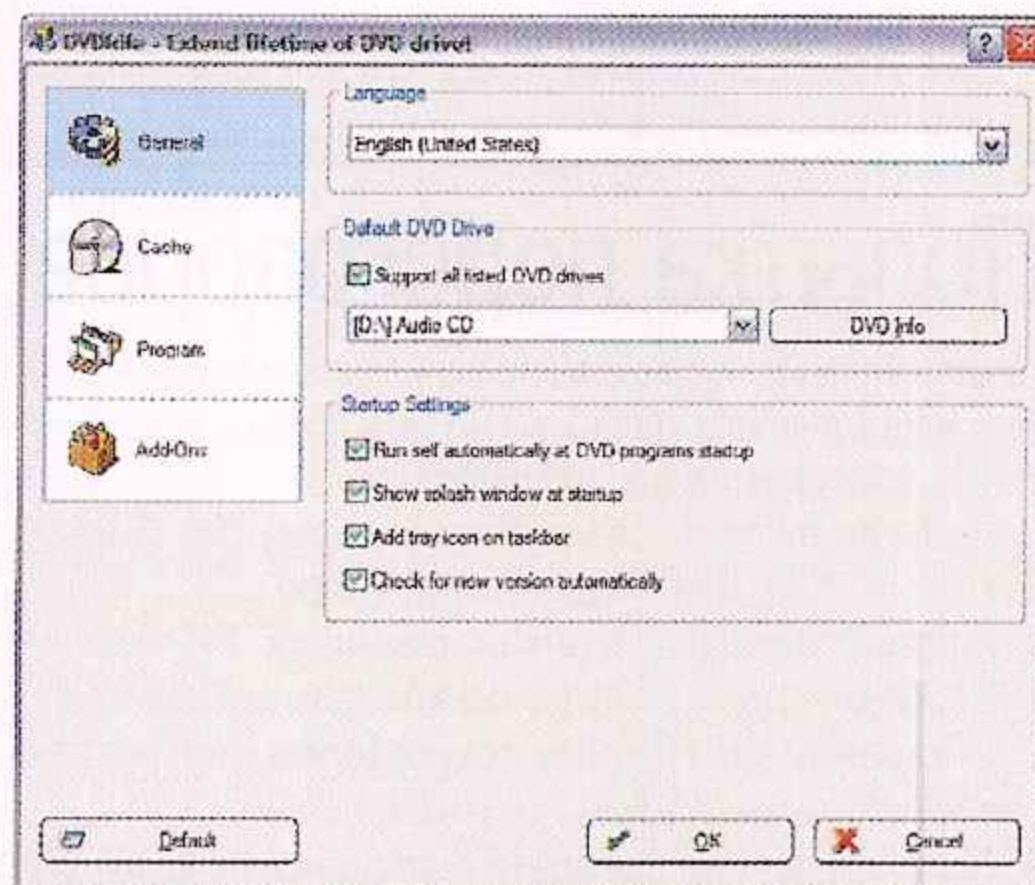 DVDIdle - Extend lifetime of DVD drive!
General
Cache
Program
Add-Ons
Language
English (United States)
Default DVD Drive
Support all listed DVD drives
[D:\] Audio CD
DVD Info
Startup Settings
Run self automatically at DVD programs startup
Show splash window at startup
Add tray icon on taskbar
Check for new version automatically
Default
OK
Cancel